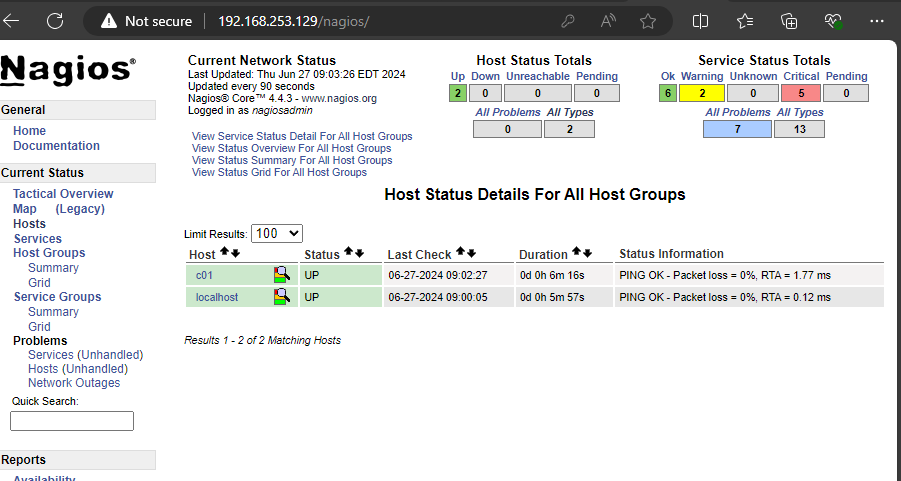 Not secure 192.168.253.129/nagios/
Nagios®
General
Home
Documentation
Current Status
Tactical Overview
Map (Legacy)
Hosts
Services
Host Groups
Summary
Grid
Service Groups
Summary
Grid
Problems
Services (Unhandled)
Hosts (Unhandled)
Network Outages
Quick Search:
Reports
Availability
Current Network Status
Last Updated: Thu Jun 27 09:03:26 EDT 2024
Updated every 90 seconds
Nagios® Core™ 4.4.3 - www.nagios.org
Logged in as nagiosadmin
View Service Status Detail For All Host Groups
View Status Overview For All Host Groups
View Status Summary For All Host Groups
View Status Grid For All Host Groups
Host Status Totals
Up Down Unreachable Pending
2 0 0 0
All Problems All Types
0 2
Service Status Totals
Ok Warning Unknown Critical Pending
6 2 0 5 0
All Problems All Types
7 13
Host Status Details For All Host Groups
Limit Results: 100
Host Status Last Check Duration Status Information
c01 UP 06-27-2024 09:02:27 0d 0h 6m 16s PING OK - Packet loss = 0%, RTA = 1.77 ms
localhost UP 06-27-2024 09:00:05 0d 0h 5m 57s PING OK - Packet loss = 0%, RTA = 0.12 ms
Results 1 - 2 of 2 Matching Hosts